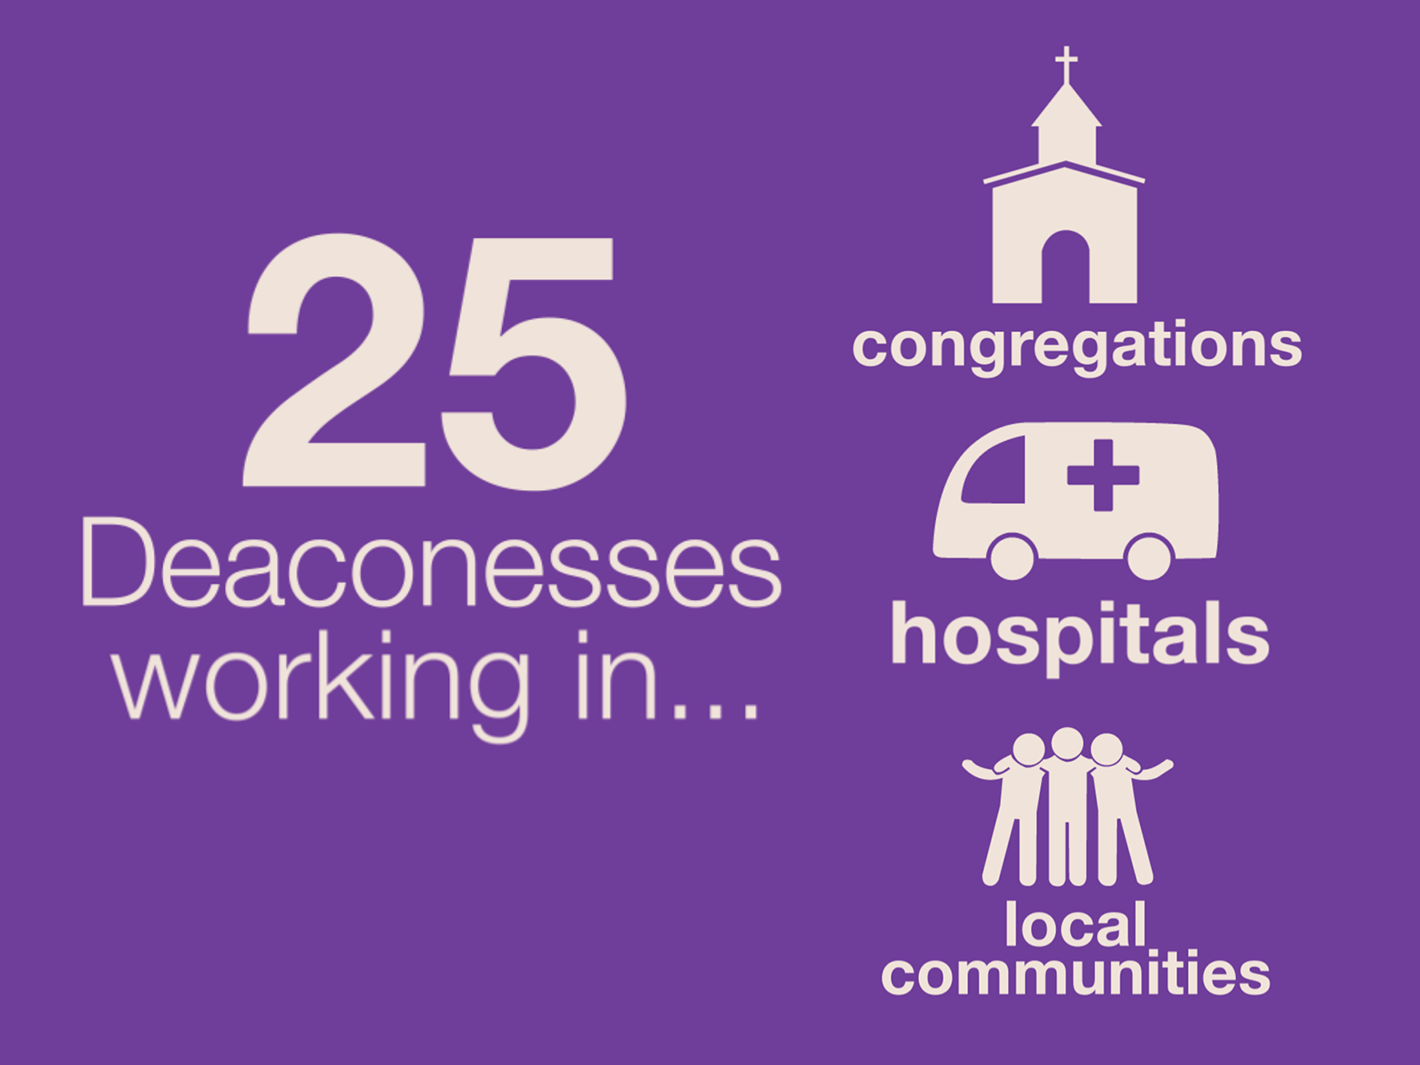 25
Deaconesses
working in...
congregations
hospitals
local
communities